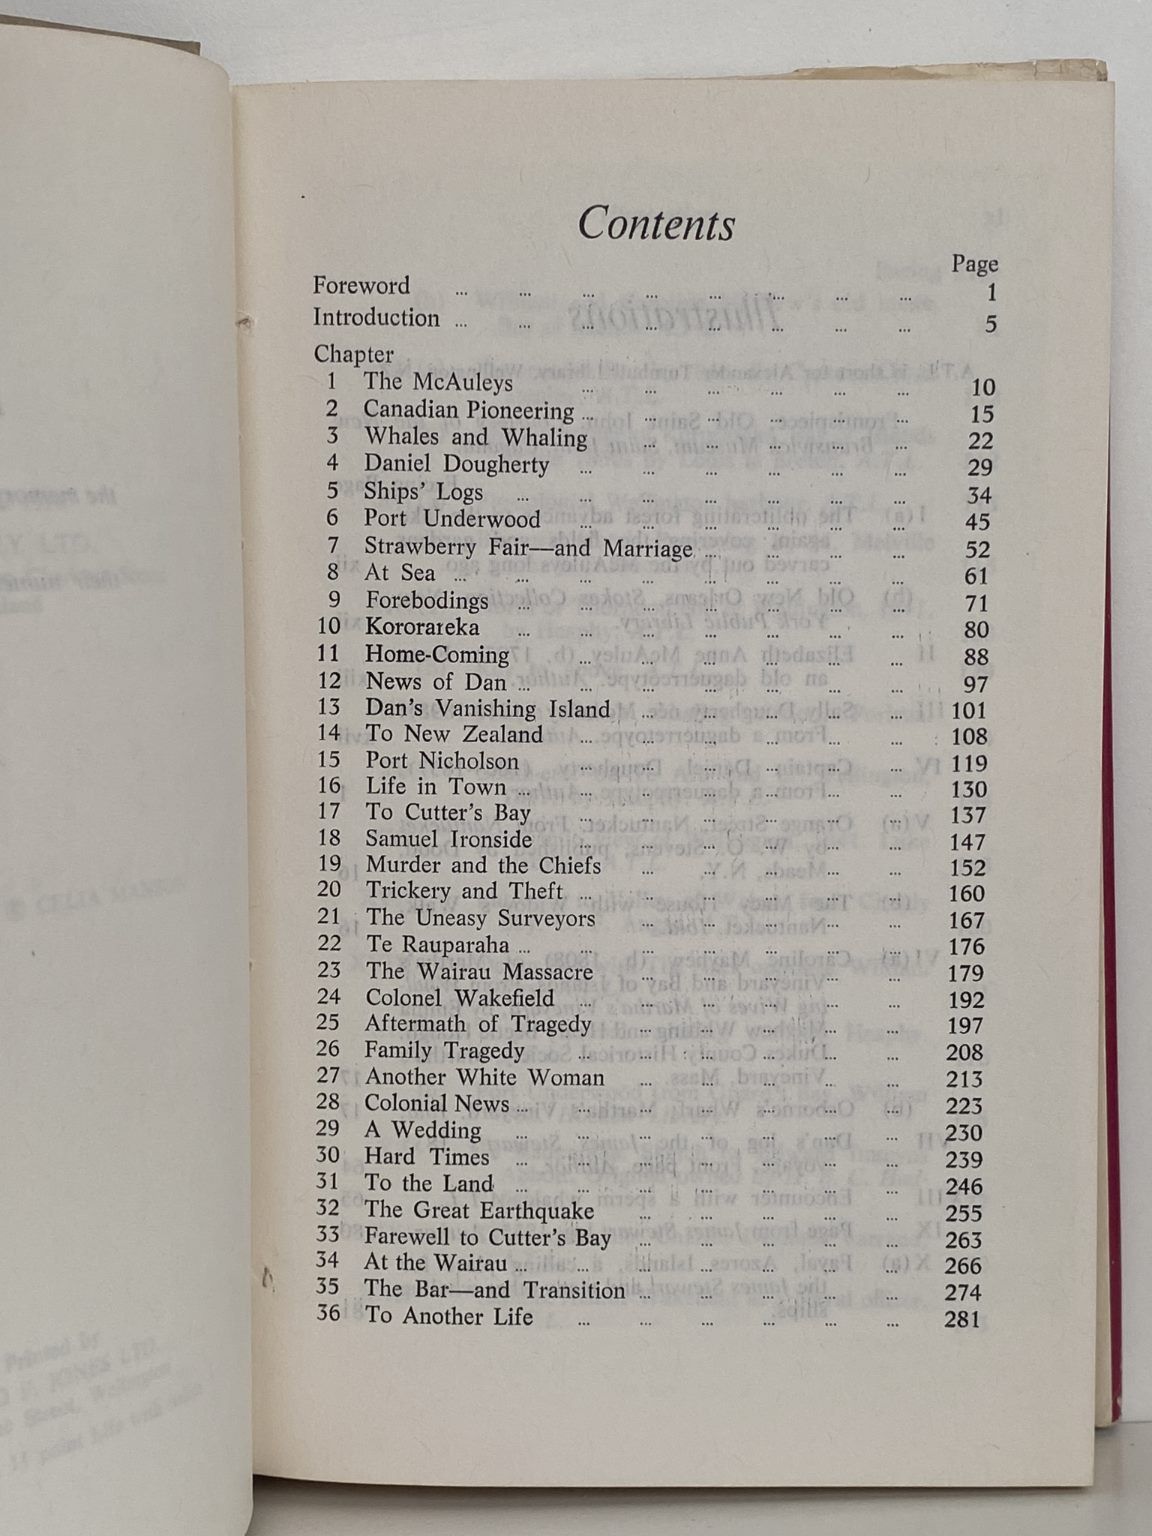 Contents
Page
Foreword ... ... ... ... ... ... ... ... 1
Introduction ... ... ... ... ... ... ... ... 5
Chapter
1 The McAuleys ... ... ... ... ... ... 10
2 Canadian Pioneering ... ... ... ... ... ... 15
3 Whales and Whaling ... ... ... ... ... 22
4 Daniel Dougherty ... ... ... ... ... ... 29
5 Ships' Logs ... ... ... ... ... ... ... 34
6 Port Underwood ... ... ... ... ... ... 45
7 Strawberry Fair—and Marriage ... ... ... ... 52
8 At Sea ... ... ... ... ... ... ... ... 61
9 Forebodings ... ... ... ... ... ... ... 71
10 Kororareka ... ... ... ... ... ... ... 80
11 Home-Coming ... ... ... ... ... ... 88
12 News of Dan ... ... ... ... ... ... ... 97
13 Dan's Vanishing Island ... ... ... ... ... 101
14 To New Zealand ... ... ... ... ... ... 108
15 Port Nicholson ... ... ... ... ... ... 119
16 Life in Town ... ... ... ... ... ... ... 130
17 To Cutter's Bay ... ... ... ... ... ... 137
18 Samuel Ironside ... ... ... ... ... ... 147
19 Murder and the Chiefs ... ... ... ... ... 152
20 Trickery and Theft ... ... ... ... ... ... 160
21 The Uneasy Surveyors ... ... ... ... ... 167
22 Te Rauparaha ... ... ... ... ... ... ... 176
23 The Wairau Massacre ... ... ... ... ... 179
24 Colonel Wakefield ... ... ... ... ... ... 192
25 Aftermath of Tragedy ... ... ... ... ... 197
26 Family Tragedy ... ... ... ... ... ... 208
27 Another White Woman ... ... ... ... ... 213
28 Colonial News ... ... ... ... ... ... ... 223
29 A Wedding ... ... ... ... ... ... ... 230
30 Hard Times ... ... ... ... ... ... ... 239
31 To the Land ... ... ... ... ... ... ... 246
32 The Great Earthquake ... ... ... ... ... 255
33 Farewell to Cutter's Bay ... ... ... ... ... 263
34 At the Wairau ... ... ... ... ... ... ... 266
35 The Bar—and Transition ... ... ... ... ... 274
36 To Another Life ... ... ... ... ... ... 281